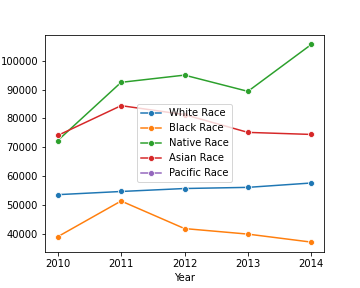 100000
90000
80000
70000
60000
50000
40000
White Race
Black Race
Native Race
Asian Race
Pacific Race
2010 2011 2012 2013 2014
Year